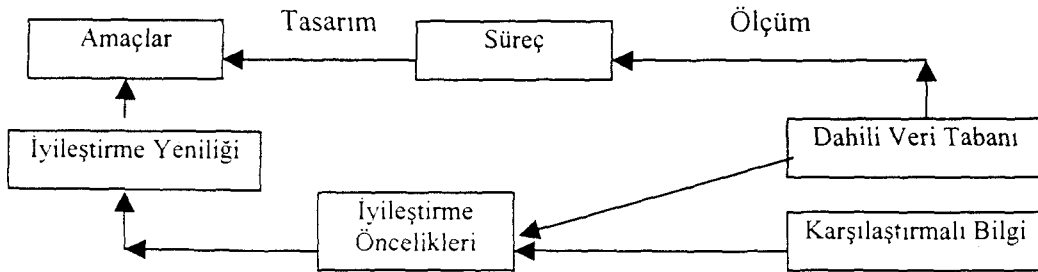 Tasarım
Ölçüm
Amaçlar
Süreç
İyileştirme Yeniliği
Dahili Veri Tabanı
İyileştirme
Öncelikleri
Karşılaştırmalı Bilgi